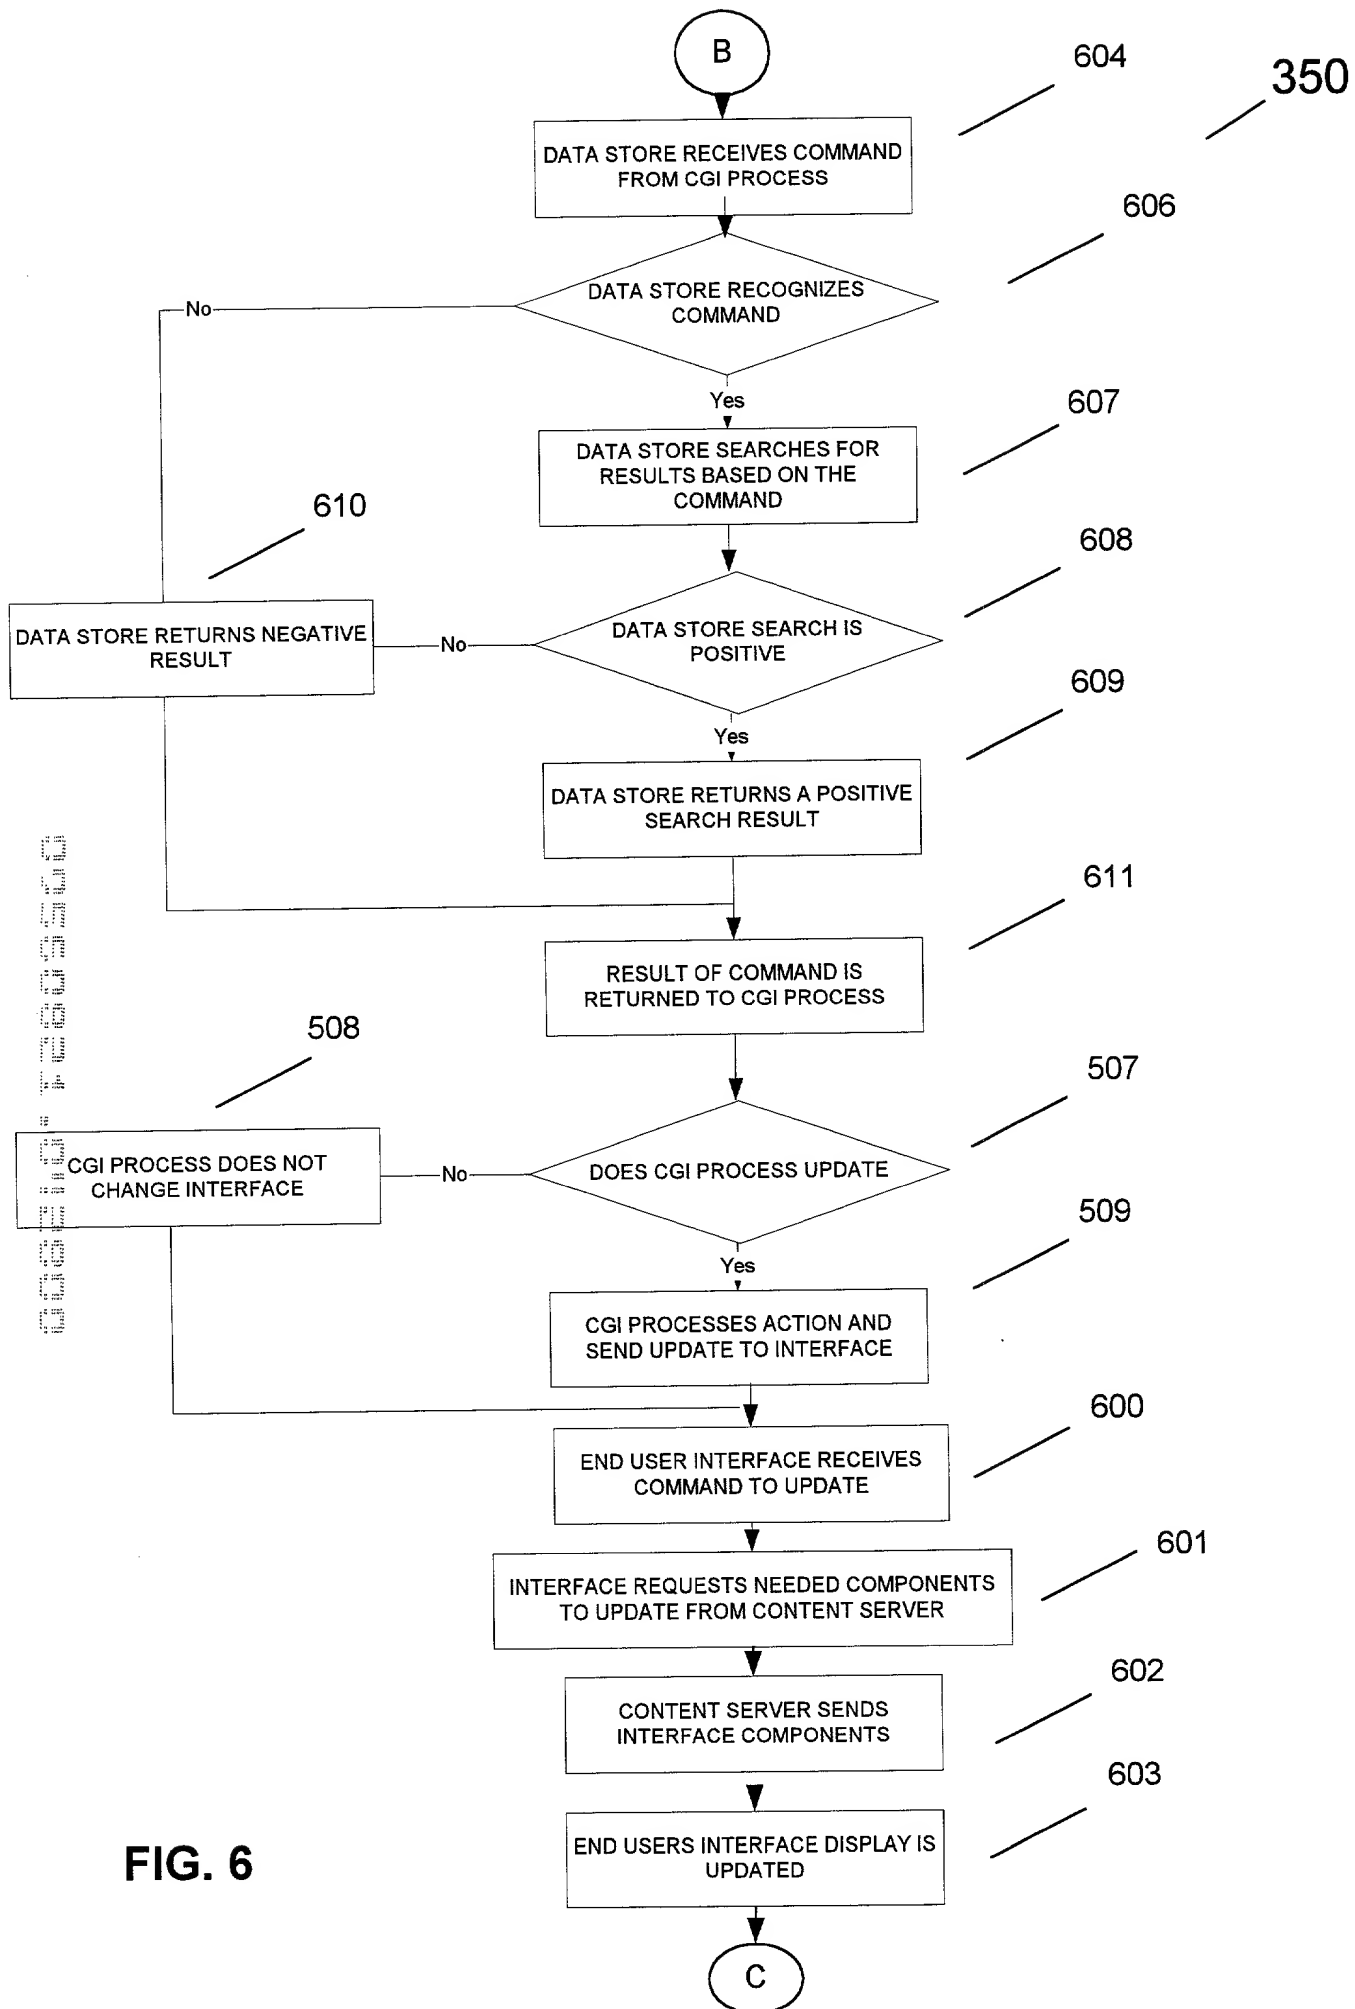 B
604
350
DATA STORE RECEIVES COMMAND
FROM CGI PROCESS
606
DATA STORE RECOGNIZES
COMMAND
No
Yes
607
DATA STORE SEARCHES FOR
RESULTS BASED ON THE
COMMAND
610
608
DATA STORE RETURNS NEGATIVE
RESULT
No
DATA STORE SEARCH IS
POSITIVE
609
Yes
DATA STORE RETURNS A POSITIVE
SEARCH RESULT
611
RESULT OF COMMAND IS
RETURNED TO CGI PROCESS
508
507
CGI PROCESS DOES NOT
CHANGE INTERFACE
No
DOES CGI PROCESS UPDATE
509
Yes
CGI PROCESSES ACTION AND
SEND UPDATE TO INTERFACE
600
END USER INTERFACE RECEIVES
COMMAND TO UPDATE
601
INTERFACE REQUESTS NEEDED COMPONENTS
TO UPDATE FROM CONTENT SERVER
602
CONTENT SERVER SENDS
INTERFACE COMPONENTS
603
END USERS INTERFACE DISPLAY IS
UPDATED
FIG. 6
C